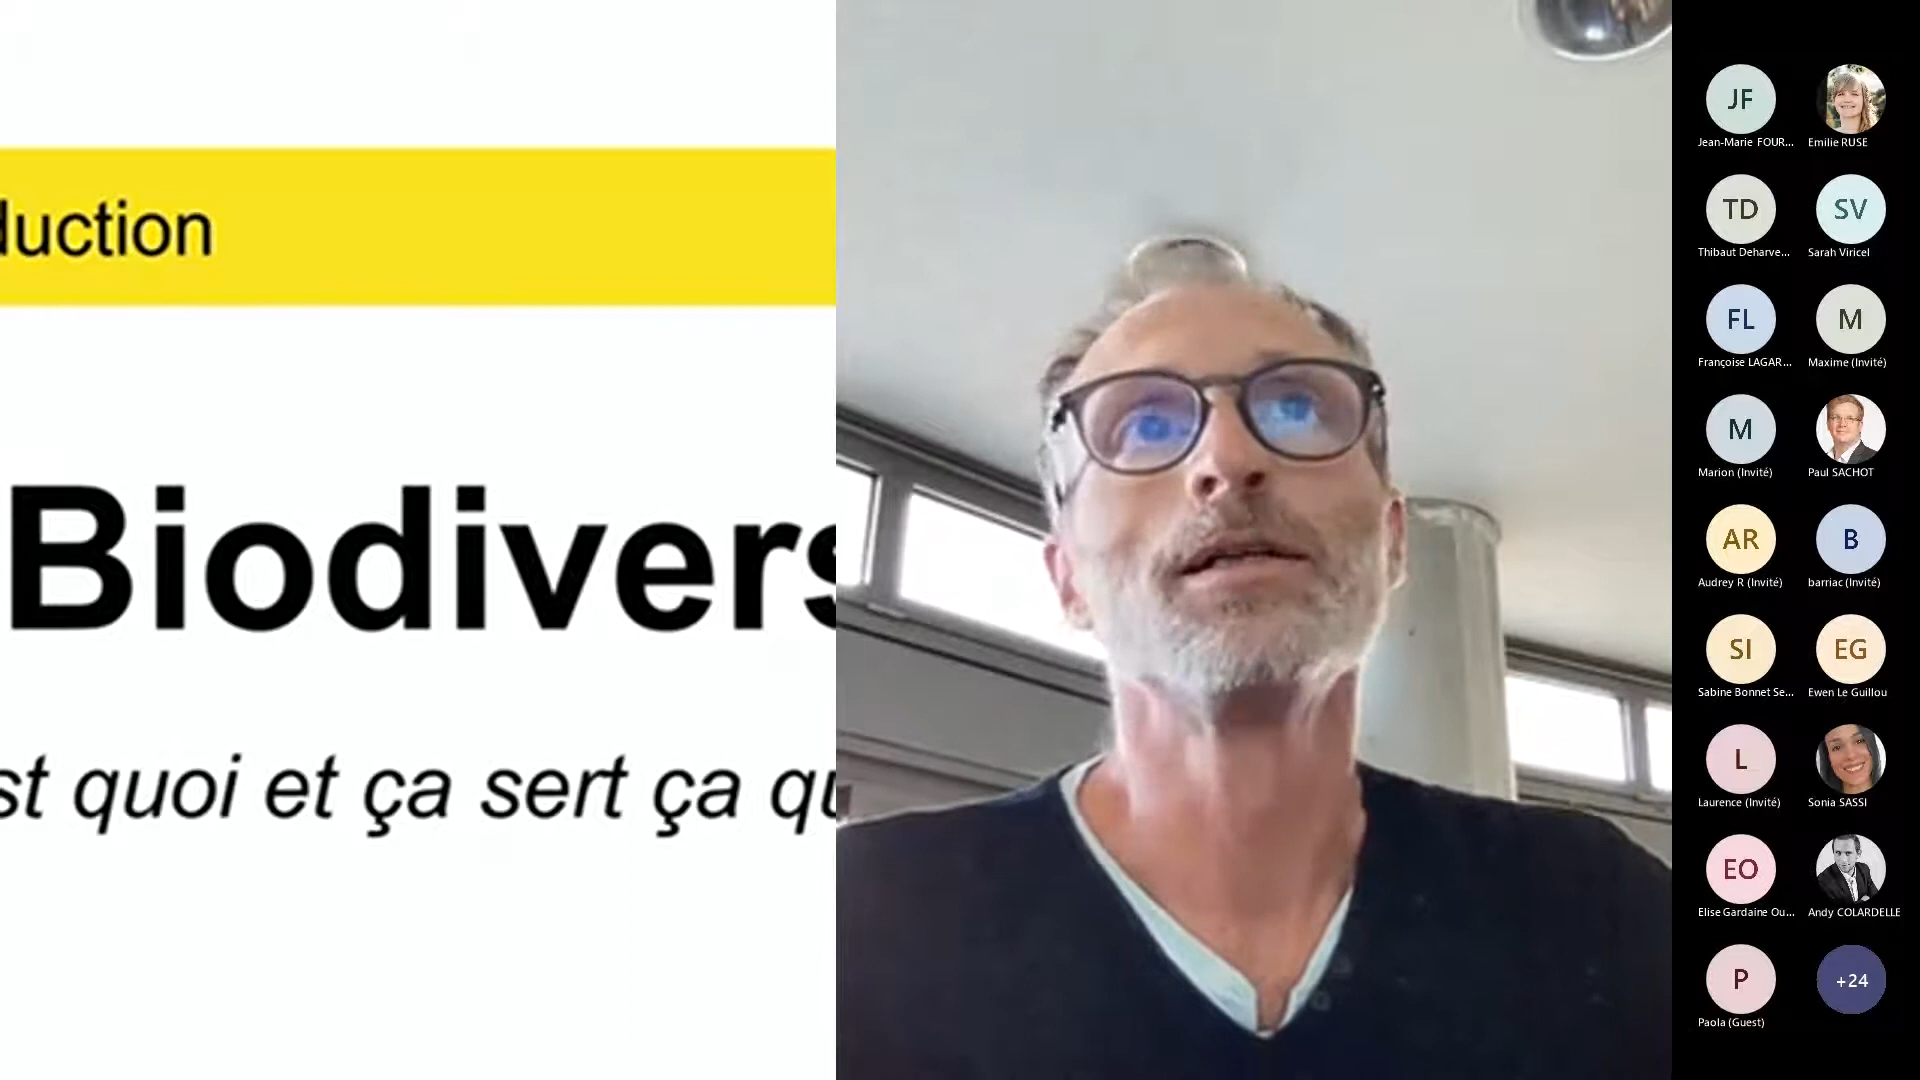 duction
Biodivers
st quoi et ça sert ça qu
JF
Jean-Marie FOUR...
Emilie RUSE
TD
Thibaut Deharve...
SV
Sarah Viricel
FL
Françoise LAGAR...
M
Maxime (Invité)
M
Marion (Invité)
Paul SACHOT
AR
Audrey R (Invité)
B
barriac (Invité)
SI
Sabine Bonnet Se...
EG
Ewen Le Guillou
L
Laurence (Invité)
Sonia SASSI
EO
Elise Gardaine Ou...
Andy COLARDELLE
P
Paola (Guest)
+24